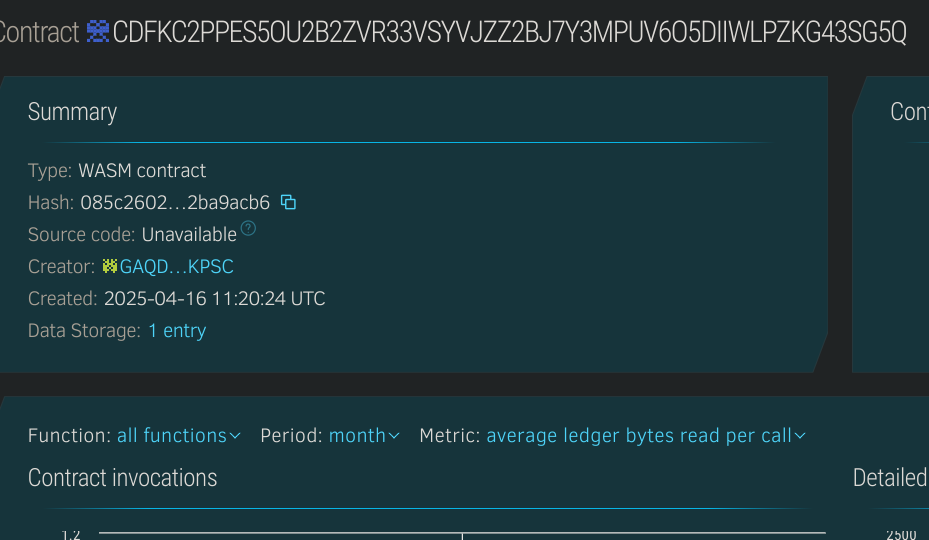 Contract CDFKC2PPES5OU2B2ZVR33VSYVJZZ2BJ7Y3MPUV6O5DIIWLPZKG43SG5Q
Summary
Type: WASM contract
Hash: 085c2602...2ba9acb6
Source code: Unavailable ?
Creator: GAQD...KPSC
Created: 2025-04-16 11:20:24 UTC
Data Storage: 1 entry
Cont
Function: all functions Period: month Metric: average ledger bytes read per call
Contract invocations
Detailed
1.2
2500